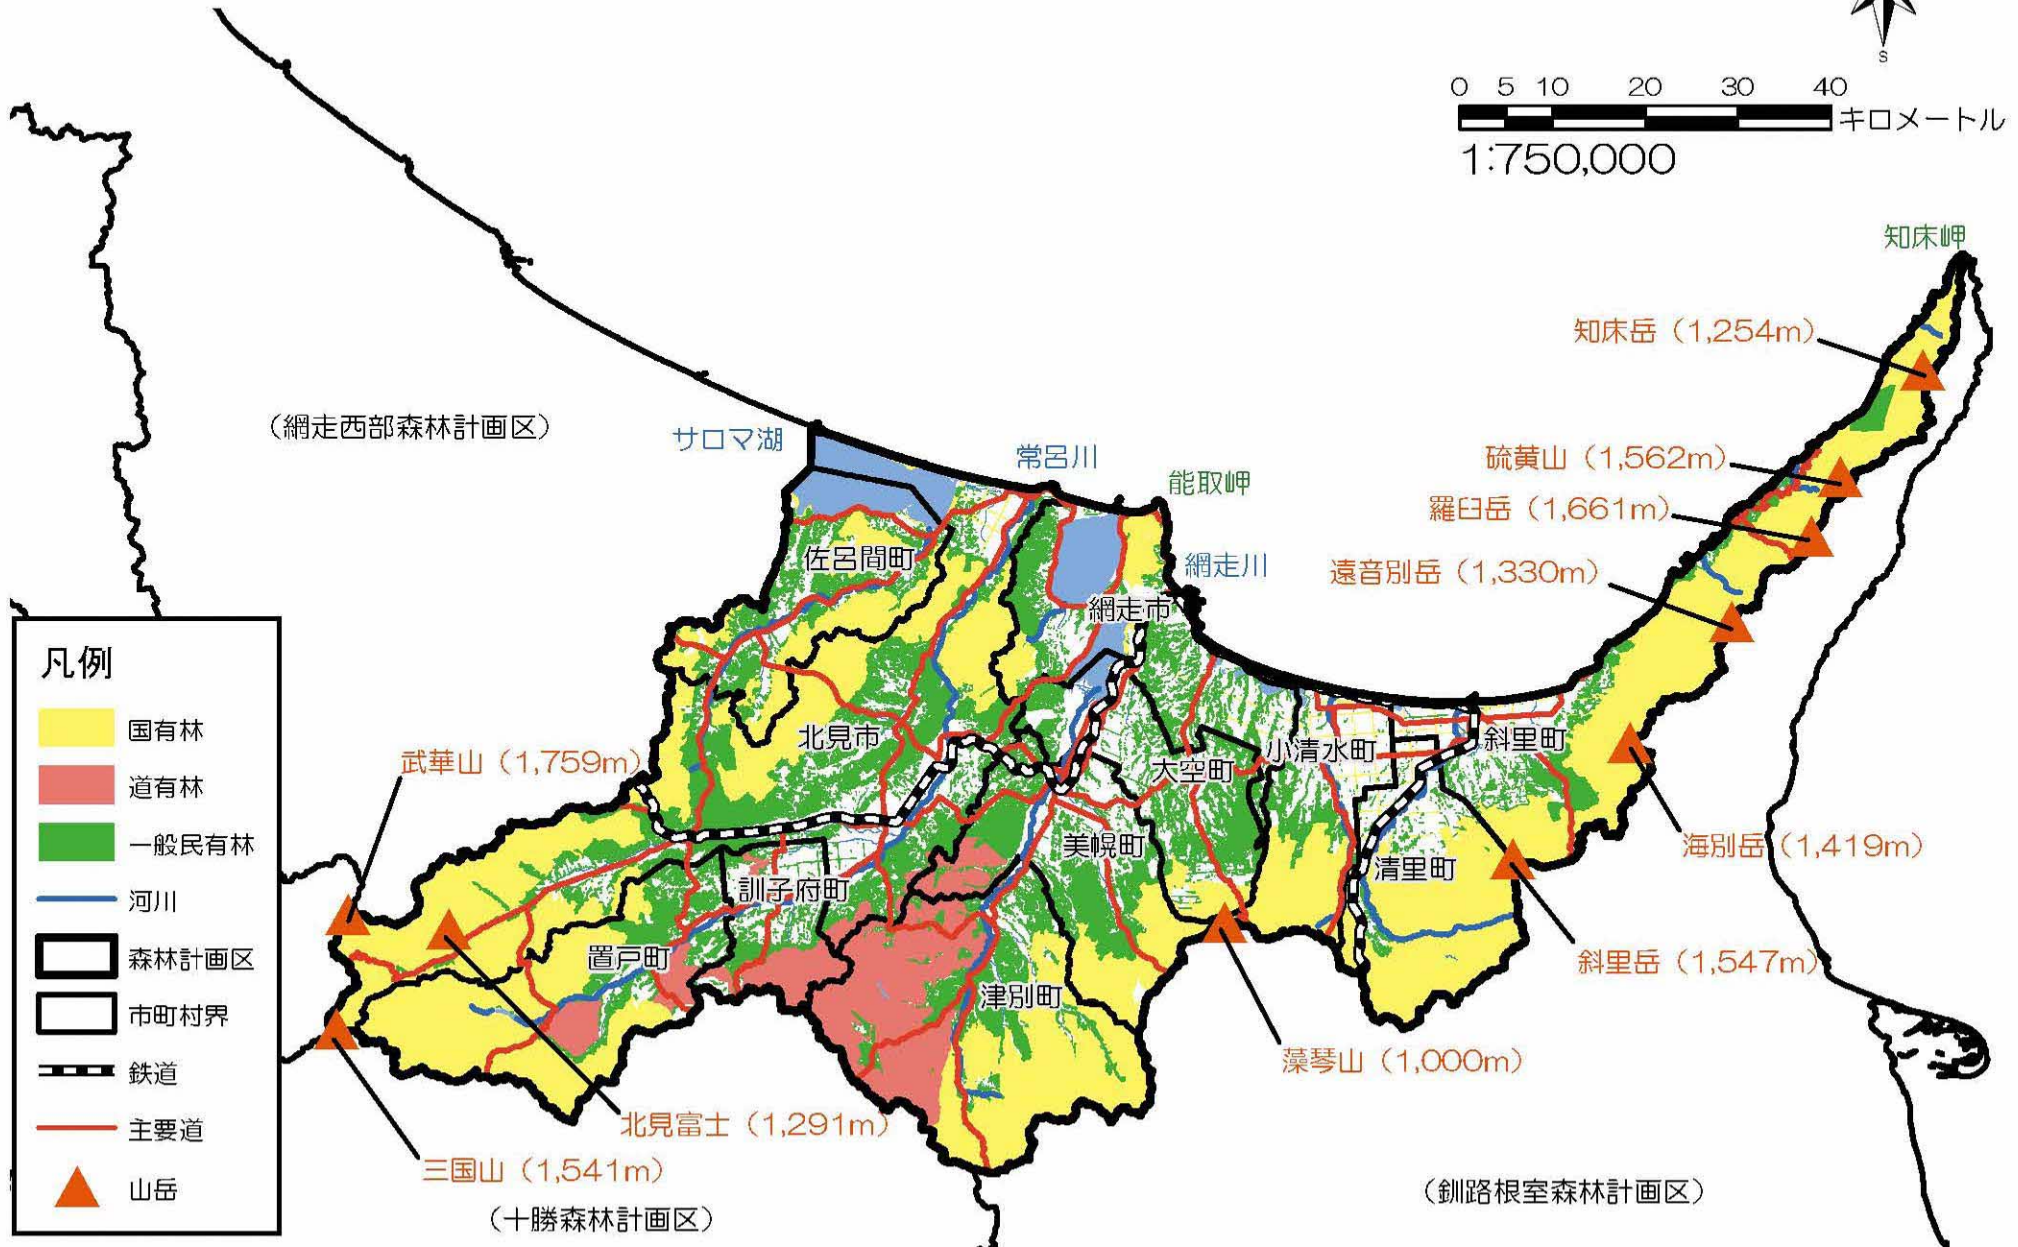 S
0 5 10 20 30 40
キロメートル
1:750,000
知床岬
知床岳（1,254m）
（網走西部森林計画区）
サロマ湖
常呂川
能取岬
硫黄山（1,562m）
羅臼岳（1,661m）
網走川
遠音別岳（1,330m）
佐呂間町
網走市
北見市
大空町
小清水町
斜里町
武華山（1,759m）
美幌町
清里町
海別岳（1,419m）
訓子府町
置戸町
津別町
斜里岳（1,547m）
藻琴山（1,000m）
北見富士（1,291m）
三国山（1,541m）
（十勝森林計画区）
（釧路根室森林計画区）
凡例
国有林
道有林
一般民有林
河川
森林計画区
市町村界
鉄道
主要道
山岳